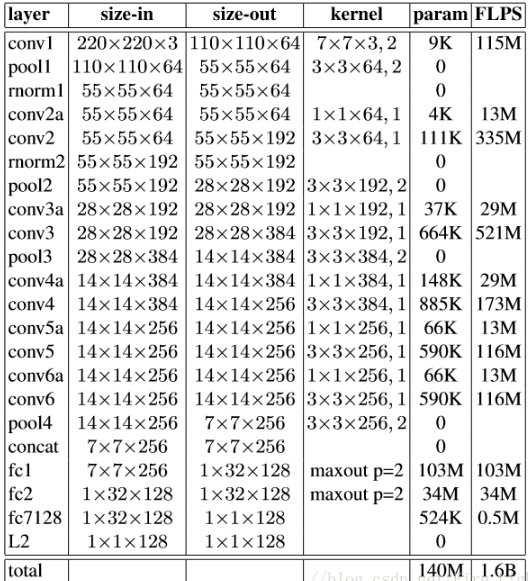 layer size-in size-out kernel param FLPS
conv1 220×220×3 110×110×64 7×7×3, 2 9K 115M
pool1 110×110×64 55×55×64 3×3×64, 2 0
rnorm1 55×55×64 55×55×64 0
conv2a 55×55×64 55×55×64 1×1×64, 1 4K 13M
conv2 55×55×64 55×55×192 3×3×64, 1 111K 335M
rnorm2 55×55×192 55×55×192 0
pool2 55×55×192 28×28×192 3×3×192, 2 0
conv3a 28×28×192 28×28×192 1×1×192, 1 37K 29M
conv3 28×28×192 28×28×384 3×3×192, 1 664K 521M
pool3 28×28×384 14×14×384 3×3×384, 2 0
conv4a 14×14×384 14×14×384 1×1×384, 1 148K 29M
conv4 14×14×384 14×14×256 3×3×384, 1 885K 173M
conv5a 14×14×256 14×14×256 1×1×256, 1 66K 13M
conv5 14×14×256 14×14×256 3×3×256, 1 590K 116M
conv6a 14×14×256 14×14×256 1×1×256, 1 66K 13M
conv6 14×14×256 14×14×256 3×3×256, 1 590K 116M
pool4 14×14×256 7×7×256 3×3×256, 2 0
concat 7×7×256 7×7×256 0
fc1 7×7×256 1×32×128 maxout p=2 103M 103M
fc2 1×32×128 1×32×128 maxout p=2 34M 34M
fc7128 1×32×128 1×1×128 524K 0.5M
L2 1×1×128 1×1×128 0
total 140M 1.6B